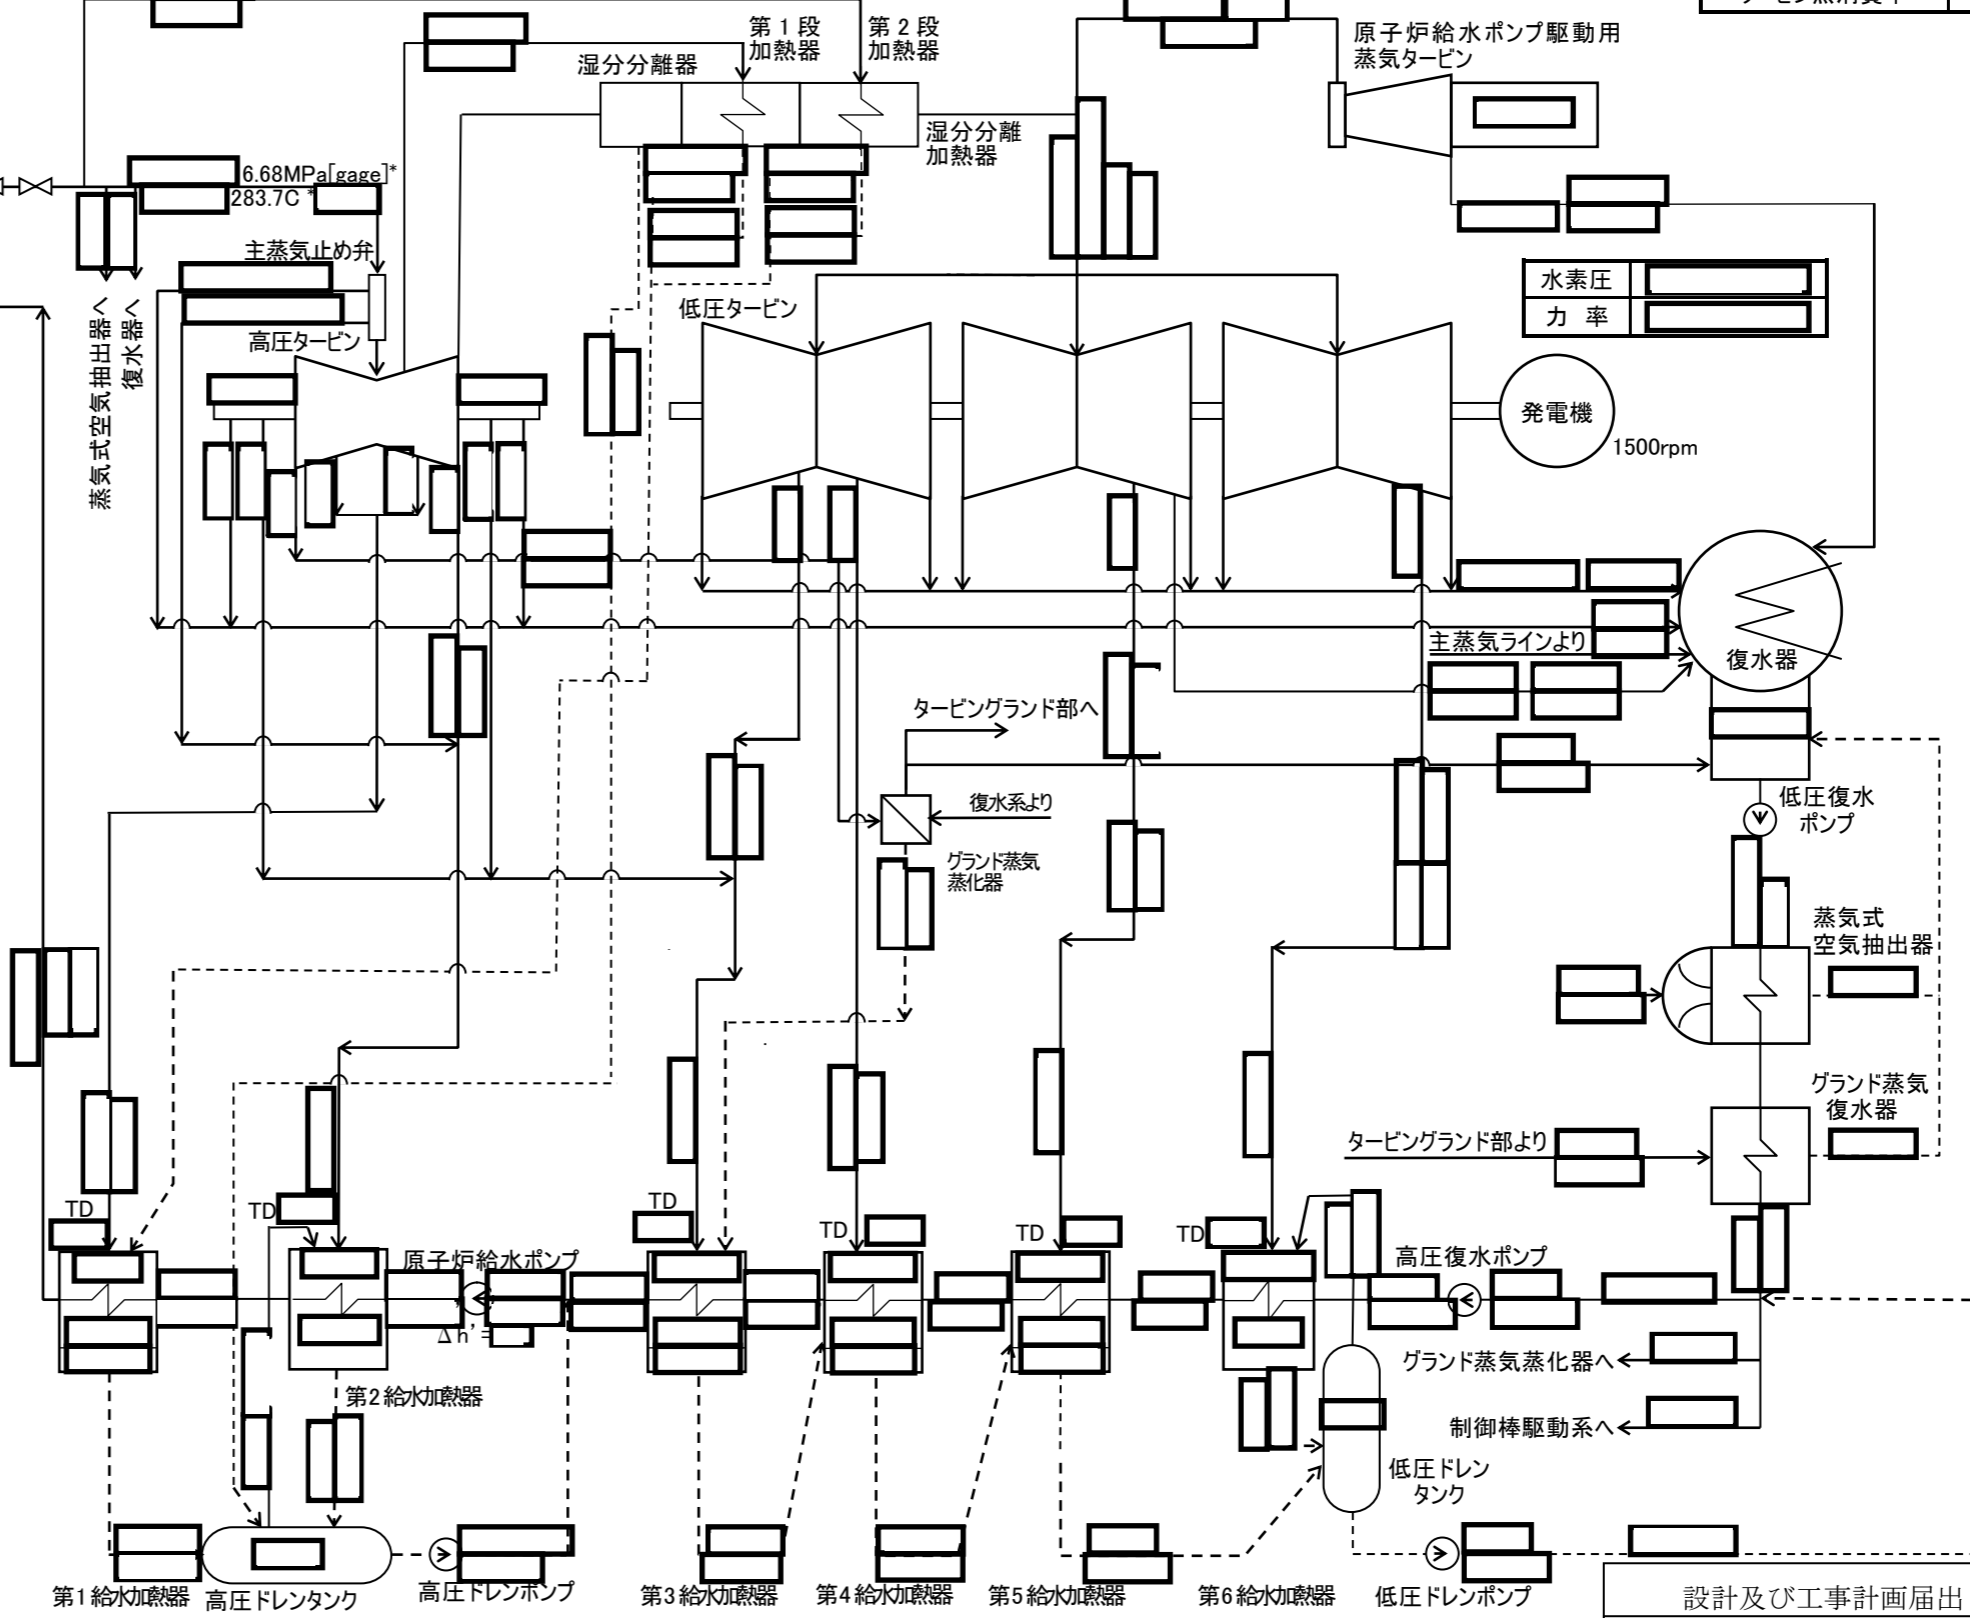 第１段
加熱器
第２段
加熱器
湿分分離器
原子炉給水ポンプ駆動用
蒸気タービン
湿分分離
加熱器
6.68MPa[gage]*
283.7C *
主蒸気止め弁
水素圧
力 率
低圧タービン
高圧タービン
蒸気式空気抽出器へ
復水器へ
発電機
1500rpm
主蒸気ラインより
復水器
タービングランド部へ
復水系より
低圧復水
ポンプ
グランド蒸気
蒸化器
蒸気式
空気抽出器
グランド蒸気
復水器
タービングランド部より
TD
TD
TD
TD
TD
TD
原子炉給水ポンプ
高圧復水ポンプ
Δh'=
グランド蒸気蒸化器へ
第2給水加熱器
制御棒駆動系へ
低圧ドレン
タンク
第1給水加熱器
高圧ドレンタンク
高圧ドレンポンプ
第3給水加熱器
第4給水加熱器
第5給水加熱器
第6給水加熱器
低圧ドレンポンプ
設計及び工事計画届出